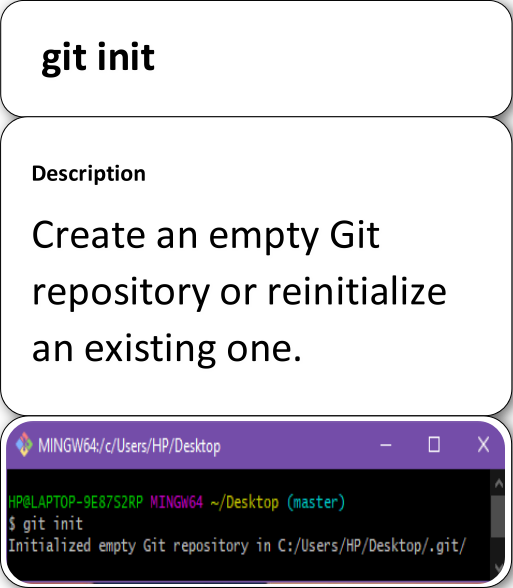 git init
Description
Create an empty Git
repository or reinitialize
an existing one.
MINGW64:/c/Users/HP/Desktop
HP@LAPTOP-9E87S2RP MINGW64 ~/Desktop (master)
$ git init
Initialized empty Git repository in C:/Users/HP/Desktop/.git/